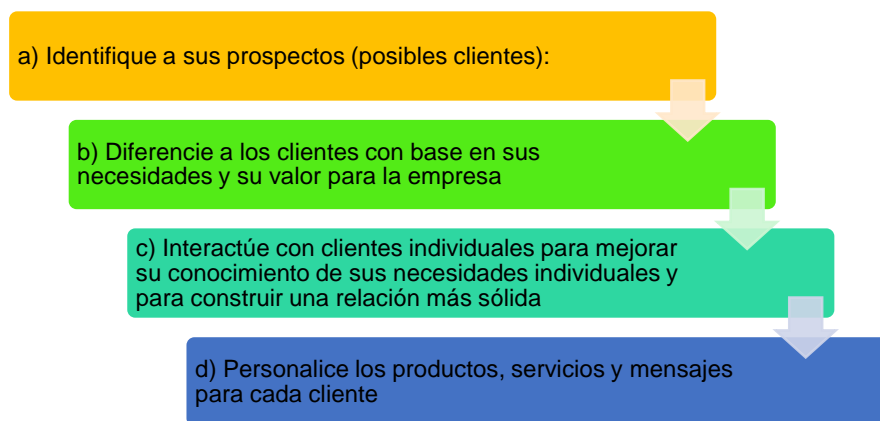 a) Identifique a sus prospectos (posibles clientes):
b) Diferencie a los clientes con base en sus
necesidades y su valor para la empresa
c) Interactúe con clientes individuales para mejorar
su conocimiento de sus necesidades individuales y
para construir una relación más sólida
d) Personalice los productos, servicios y mensajes
para cada cliente